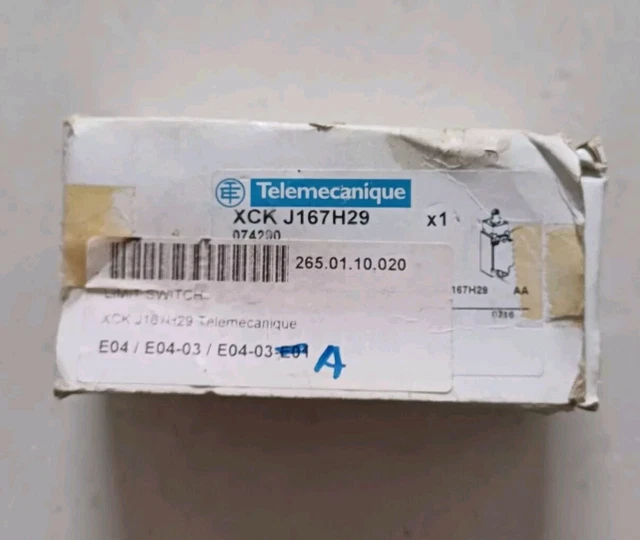 Telemecanique
XCK J167H29 x1
074290
265.01.10.020
LIMIT SWITCH
167H29 AA
XCK J167H29 Telemecanique
0216
E04 / E04-03 / E04-03-E01 A